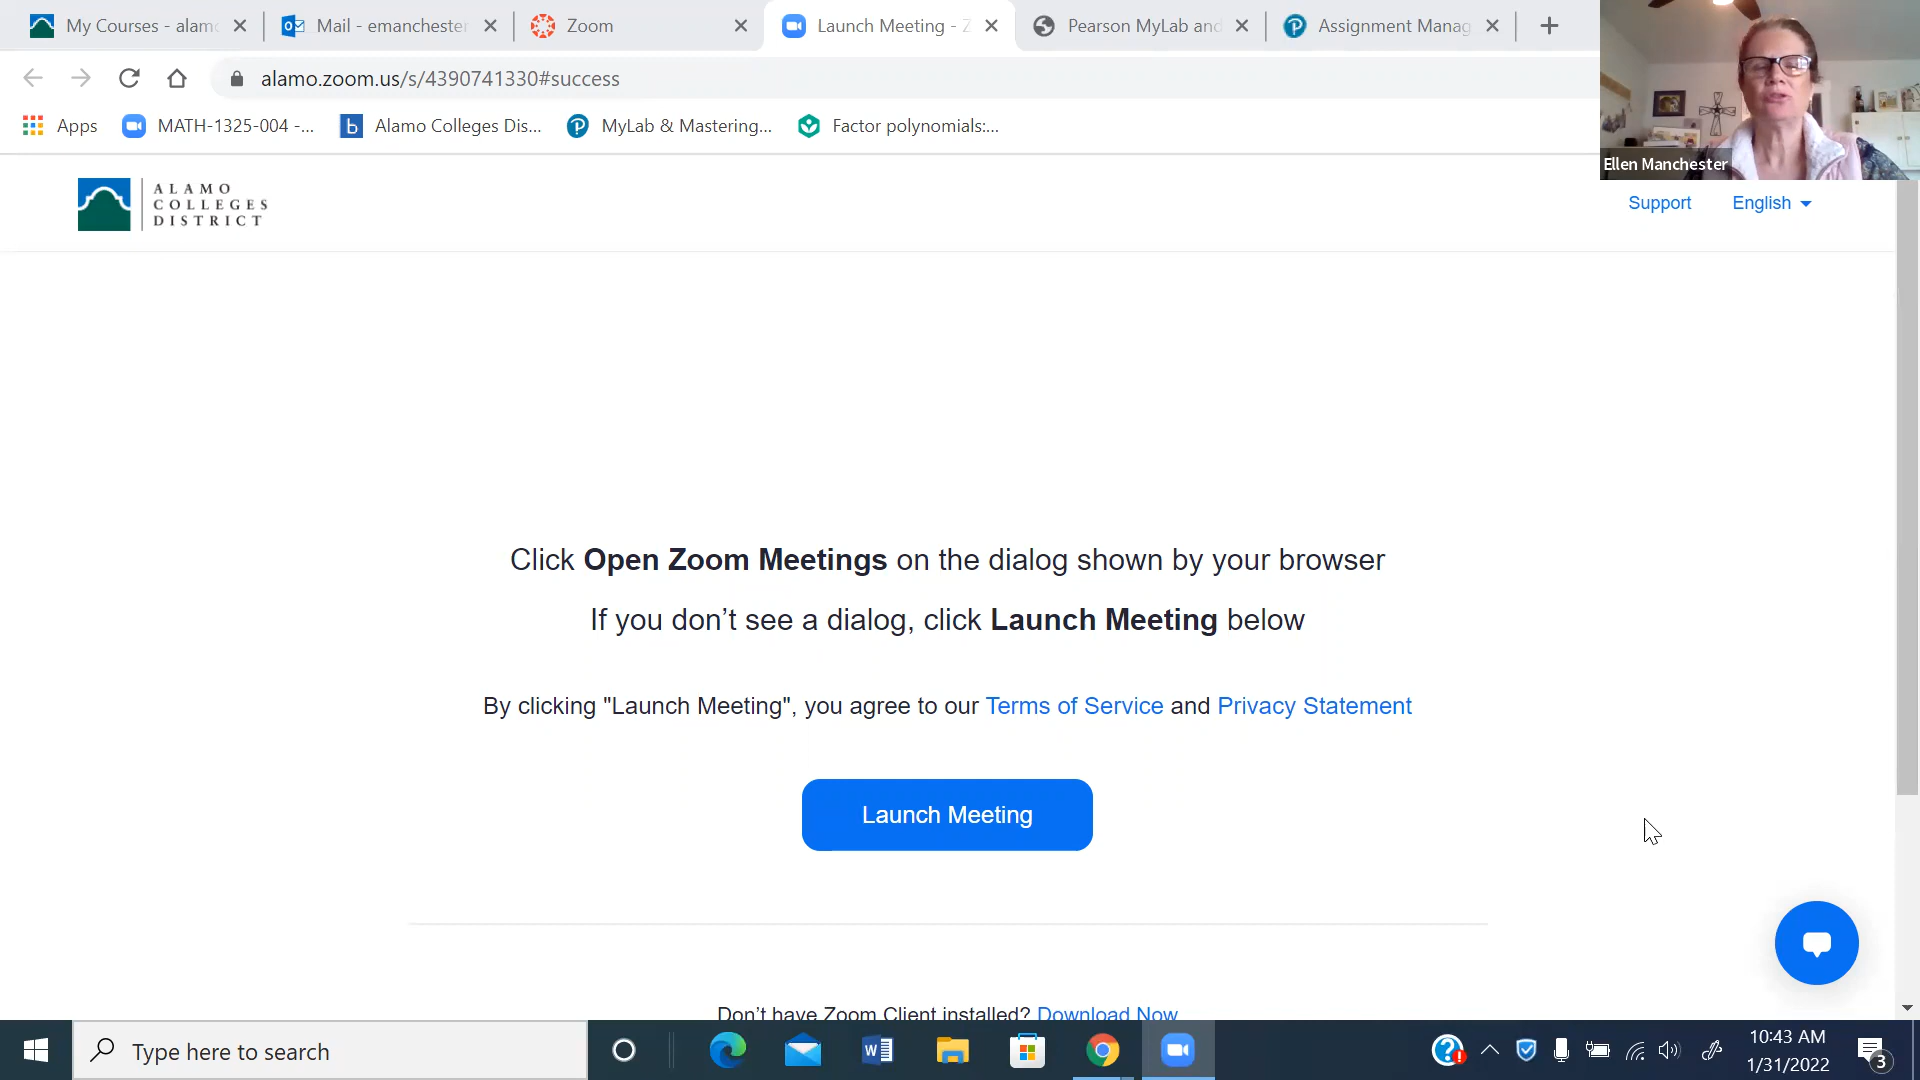 My Courses - alamo
Mail - emanchester
Zoom
Launch Meeting - Z
Pearson MyLab and
Assignment Manag
alamo.zoom.us/s/4390741330#success
Apps
MATH-1325-004 -...
Alamo Colleges Dis...
MyLab & Mastering...
Factor polynomials:...
Ellen Manchester
ALAMO
COLLEGES
DISTRICT
Support
English
Click Open Zoom Meetings on the dialog shown by your browser
If you don’t see a dialog, click Launch Meeting below
By clicking "Launch Meeting", you agree to our Terms of Service and Privacy Statement
Launch Meeting
Don’t have Zoom Client installed? Download Now
Type here to search
10:43 AM
1/31/2022
3